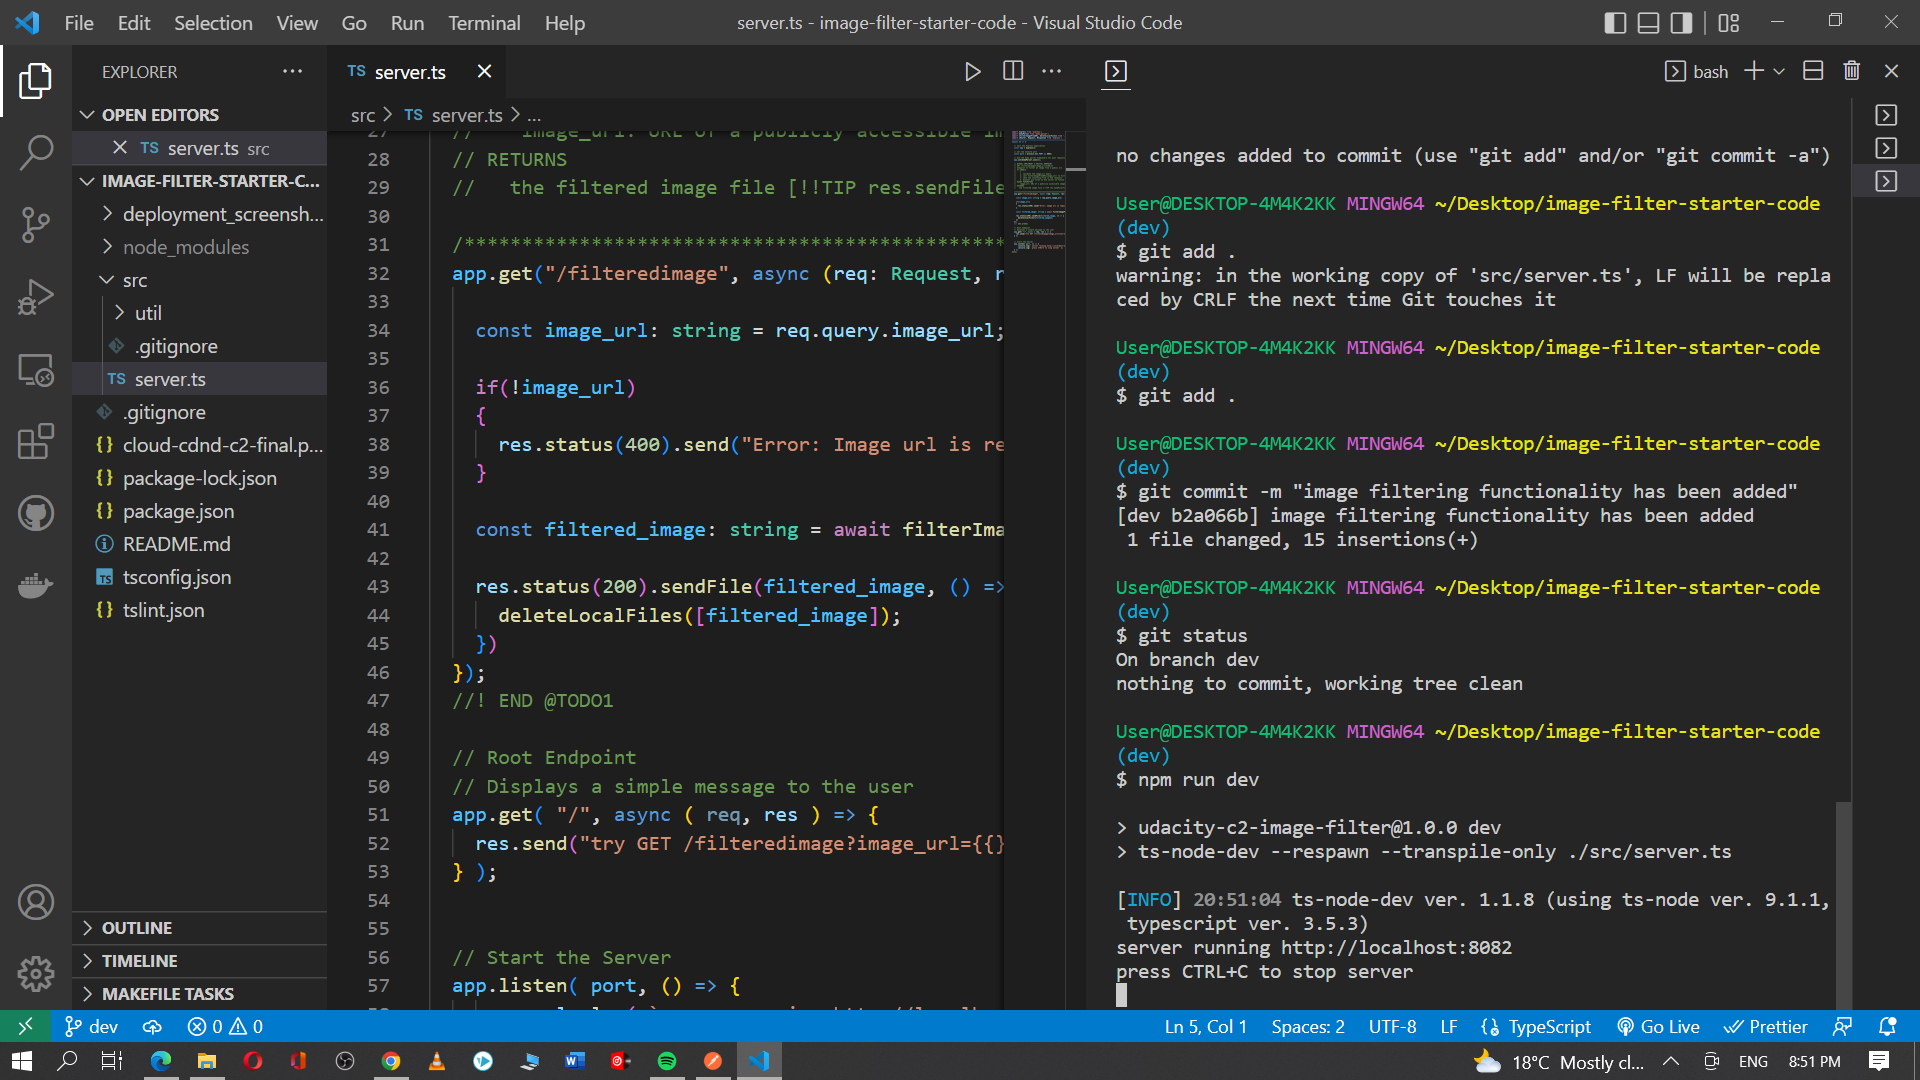 File Edit Selection View Go Run Terminal Help
server.ts - image-filter-starter-code - Visual Studio Code
EXPLORER
OPEN EDITORS
TS server.ts src
IMAGE-FILTER-STARTER-C...
deployment_screensh...
node_modules
src
util
.gitignore
TS server.ts
.gitignore
{} cloud-cdnd-c2-final.p...
{} package-lock.json
{} package.json
README.md
TS tsconfig.json
{} tslint.json
OUTLINE
TIMELINE
MAKEFILE TASKS
TS server.ts
src > TS server.ts > ...
27 // image_url: URL of a publicly accessible im
28 // RETURNS
29 // the filtered image file [!!TIP res.sendFile
30
31 /***********************************************
32 app.get("/filteredimage", async (req: Request, r
33
34 const image_url: string = req.query.image_url;
35
36 if(!image_url)
37 {
38 res.status(400).send("Error: Image url is re
39 }
40
41 const filtered_image: string = await filterIma
42
43 res.status(200).sendFile(filtered_image, () =>
44 deleteLocalFiles([filtered_image]);
45 })
46 });
47 //! END @TODO1
48
49 // Root Endpoint
50 // Displays a simple message to the user
51 app.get( "/", async ( req, res ) => {
52 res.send("try GET /filteredimage?image_url={{}
53 } );
54
55
56 // Start the Server
57 app.listen( port, () => {
bash
no changes added to commit (use "git add" and/or "git commit -a")
User@DESKTOP-4M4K2KK MINGW64 ~/Desktop/image-filter-starter-code
(dev)
$ git add .
warning: in the working copy of 'src/server.ts', LF will be repla
ced by CRLF the next time Git touches it
User@DESKTOP-4M4K2KK MINGW64 ~/Desktop/image-filter-starter-code
(dev)
$ git add .
User@DESKTOP-4M4K2KK MINGW64 ~/Desktop/image-filter-starter-code
(dev)
$ git commit -m "image filtering functionality has been added"
[dev b2a066b] image filtering functionality has been added
1 file changed, 15 insertions(+)
User@DESKTOP-4M4K2KK MINGW64 ~/Desktop/image-filter-starter-code
(dev)
$ git status
On branch dev
nothing to commit, working tree clean
User@DESKTOP-4M4K2KK MINGW64 ~/Desktop/image-filter-starter-code
(dev)
$ npm run dev
> udacity-c2-image-filter@1.0.0 dev
> ts-node-dev --respawn --transpile-only ./src/server.ts
[INFO] 20:51:04 ts-node-dev ver. 1.1.8 (using ts-node ver. 9.1.1,
typescript ver. 3.5.3)
server running http://localhost:8082
press CTRL+C to stop server
dev 0 0 Ln 5, Col 1 Spaces: 2 UTF-8 LF {} TypeScript Go Live Prettier
18°C Mostly cl... ENG 8:51 PM